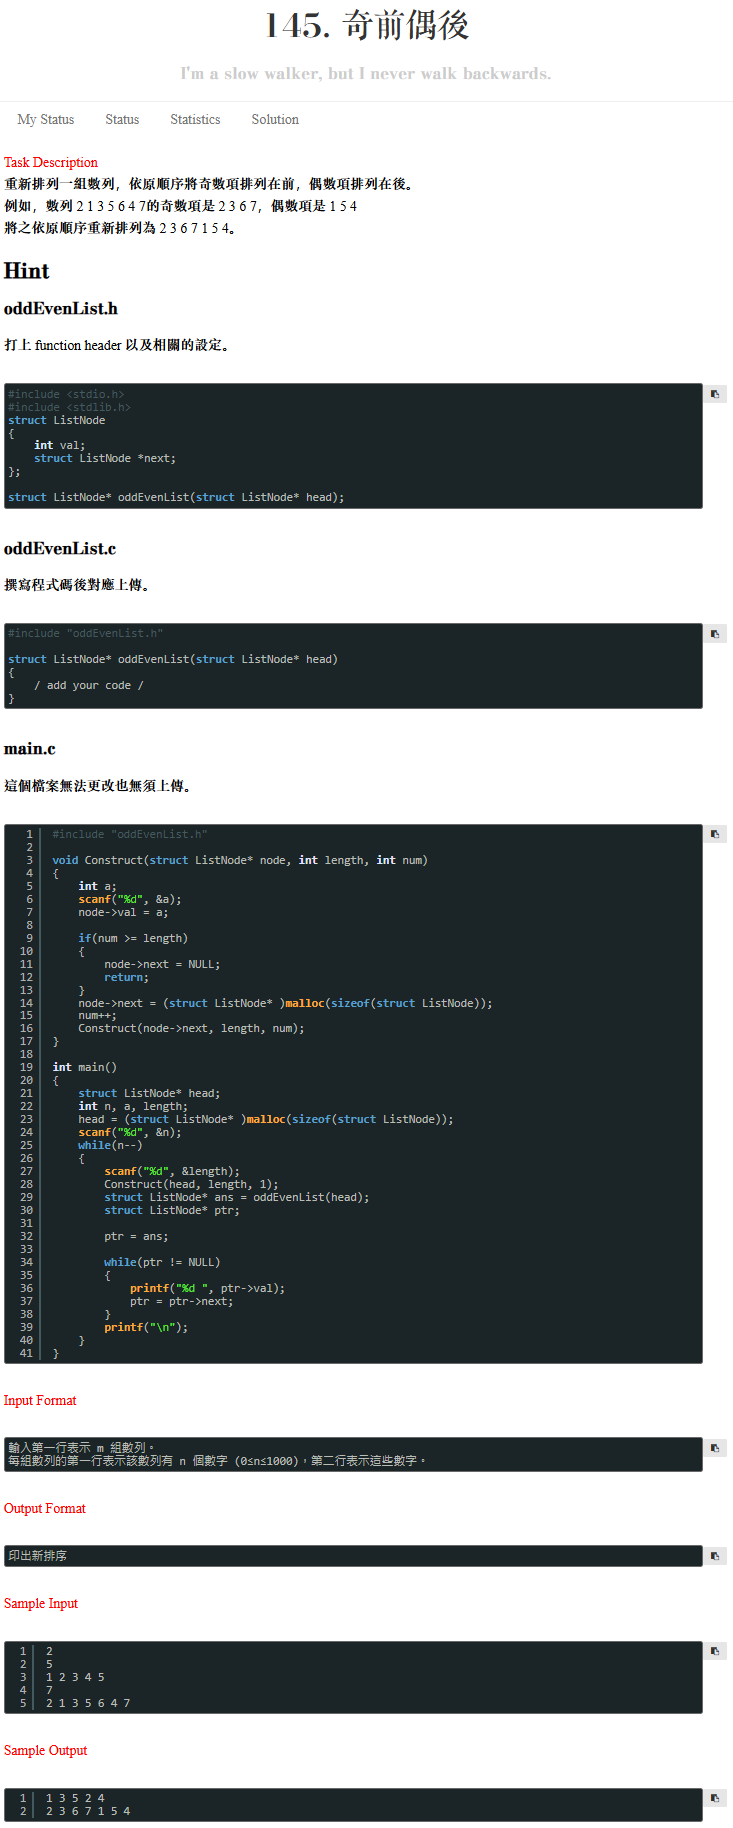 145. 奇前偶後
I'm a slow walker, but I never walk backwards.
My Status Status Statistics Solution
Task Description
重新排列一組數列，依原順序將奇數項排列在前，偶數項排列在後。
例如，數列 2 1 3 5 6 4 7的奇數項是 2 3 6 7，偶數項是 1 5 4
將之依原順序重新排列為 2 3 6 7 1 5 4。
Hint
oddEvenList.h
打上 function header 以及相關的設定。
#include <stdio.h>
#include <stdlib.h>
struct ListNode
{
    int val;
    struct ListNode *next;
};
struct ListNode* oddEvenList(struct ListNode* head);
oddEvenList.c
撰寫程式碼後對應上傳。
#include "oddEvenList.h"
struct ListNode* oddEvenList(struct ListNode* head)
{
    / add your code /
}
main.c
這個檔案無法更改也無須上傳。
1 #include "oddEvenList.h"
2
3 void Construct(struct ListNode* node, int length, int num)
4 {
5     int a;
6     scanf("%d", &a);
7     node->val = a;
8
9     if(num >= length)
10     {
11         node->next = NULL;
12         return;
13     }
14     node->next = (struct ListNode* )malloc(sizeof(struct ListNode));
15     num++;
16     Construct(node->next, length, num);
17 }
18
19 int main()
20 {
21     struct ListNode* head;
22     int n, a, length;
23     head = (struct ListNode* )malloc(sizeof(struct ListNode));
24     scanf("%d", &n);
25     while(n--)
26     {
27         scanf("%d", &length);
28         Construct(head, length, 1);
29         struct ListNode* ans = oddEvenList(head);
30         struct ListNode* ptr;
31
32         ptr = ans;
33
34         while(ptr != NULL)
35         {
36             printf("%d ", ptr->val);
37             ptr = ptr->next;
38         }
39         printf("\n");
40     }
41 }
Input Format
輸入第一行表示 m 組數列。
每組數列的第一行表示該數列有 n 個數字 (0≤n≤1000)，第二行表示這些數字。
Output Format
印出新排序
Sample Input
1 2
2 5
3 1 2 3 4 5
4 7
5 2 1 3 5 6 4 7
Sample Output
1 1 3 5 2 4
2 2 3 6 7 1 5 4